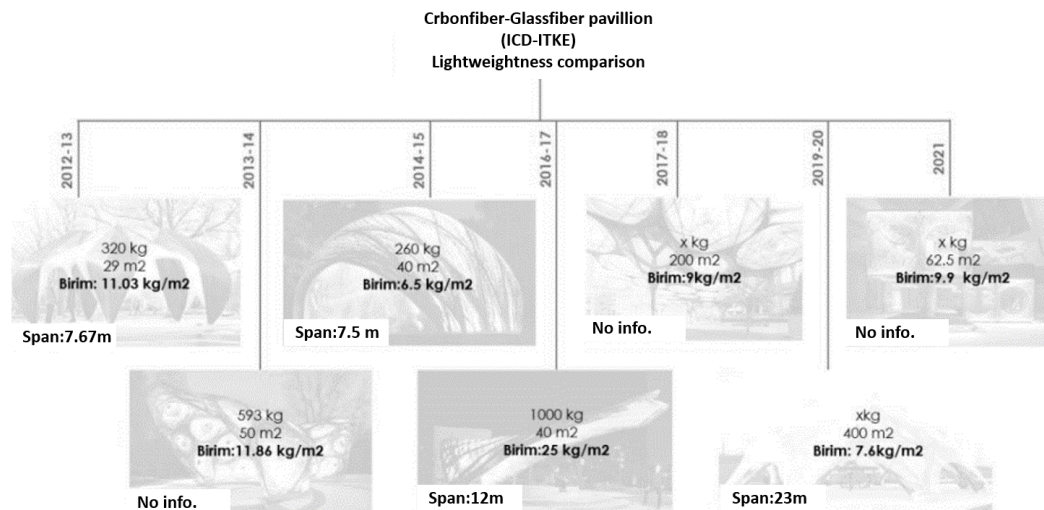 Crbonfiber-Glassfiber pavillion
(ICD-ITKE)
Lightweightness comparison
2012-13
2013-14
2014-15
2016-17
2017-18
2019-20
2021
320 kg
29 m2
Birim: 11.03 kg/m2
Span:7.67m
260 kg
40 m2
Birim:6.5 kg/m2
Span:7.5 m
x kg
200 m2
Birim:9kg/m2
No info.
x kg
62.5 m2
Birim:9.9 kg/m2
No info.
593 kg
50 m2
Birim:11.86 kg/m2
No info.
1000 kg
40 m2
Birim:25 kg/m2
Span:12m
xkg
400 m2
Birim: 7.6kg/m2
Span:23m